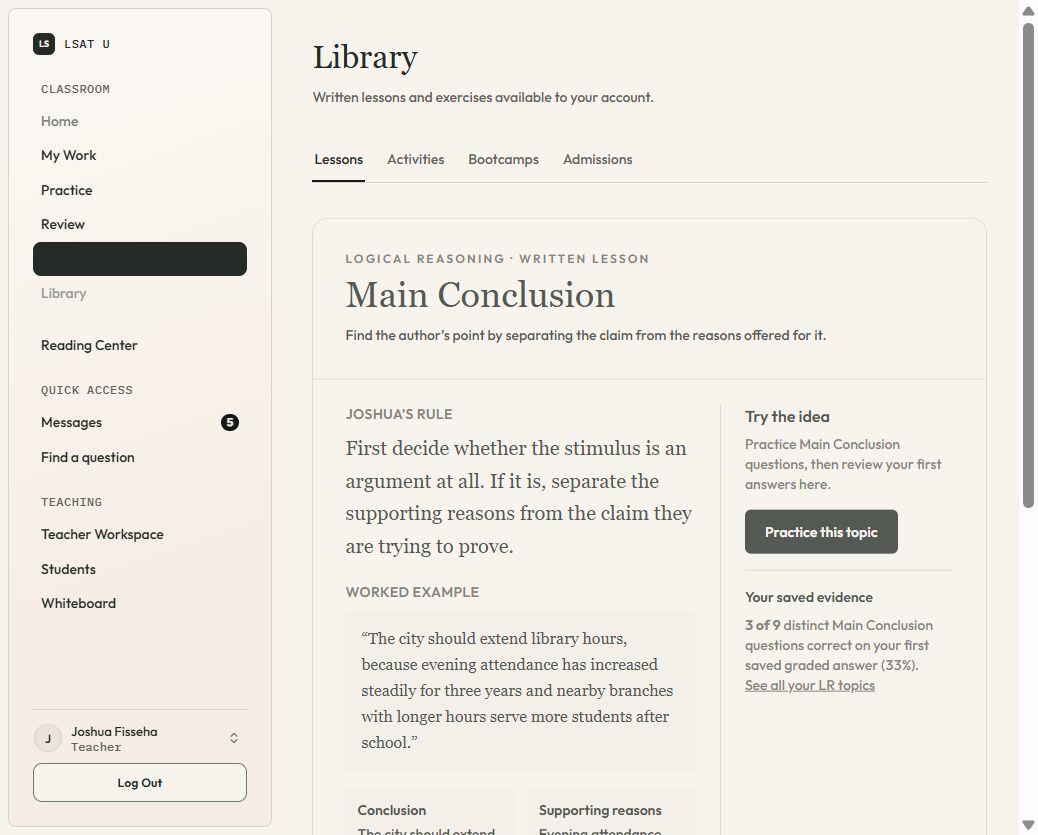 LS LSAT U
CLASSROOM
Home
My Work
Practice
Review
Library
Reading Center
QUICK ACCESS
Messages 5
Find a question
TEACHING
Teacher Workspace
Students
Whiteboard
J Joshua Fisseha
Teacher
Log Out
Library
Written lessons and exercises available to your account.
Lessons Activities Bootcamps Admissions
LOGICAL REASONING · WRITTEN LESSON
Main Conclusion
Find the author’s point by separating the claim from the reasons offered for it.
JOSHUA’S RULE
First decide whether the stimulus is an
argument at all. If it is, separate the
supporting reasons from the claim they
are trying to prove.
WORKED EXAMPLE
“The city should extend library hours,
because evening attendance has increased
steadily for three years and nearby branches
with longer hours serve more students after
school.”
Conclusion
The city should extend
Supporting reasons
Evening attendance
Try the idea
Practice Main Conclusion
questions, then review your first
answers here.
Practice this topic
Your saved evidence
3 of 9 distinct Main Conclusion
questions correct on your first
saved graded answer (33%).
See all your LR topics